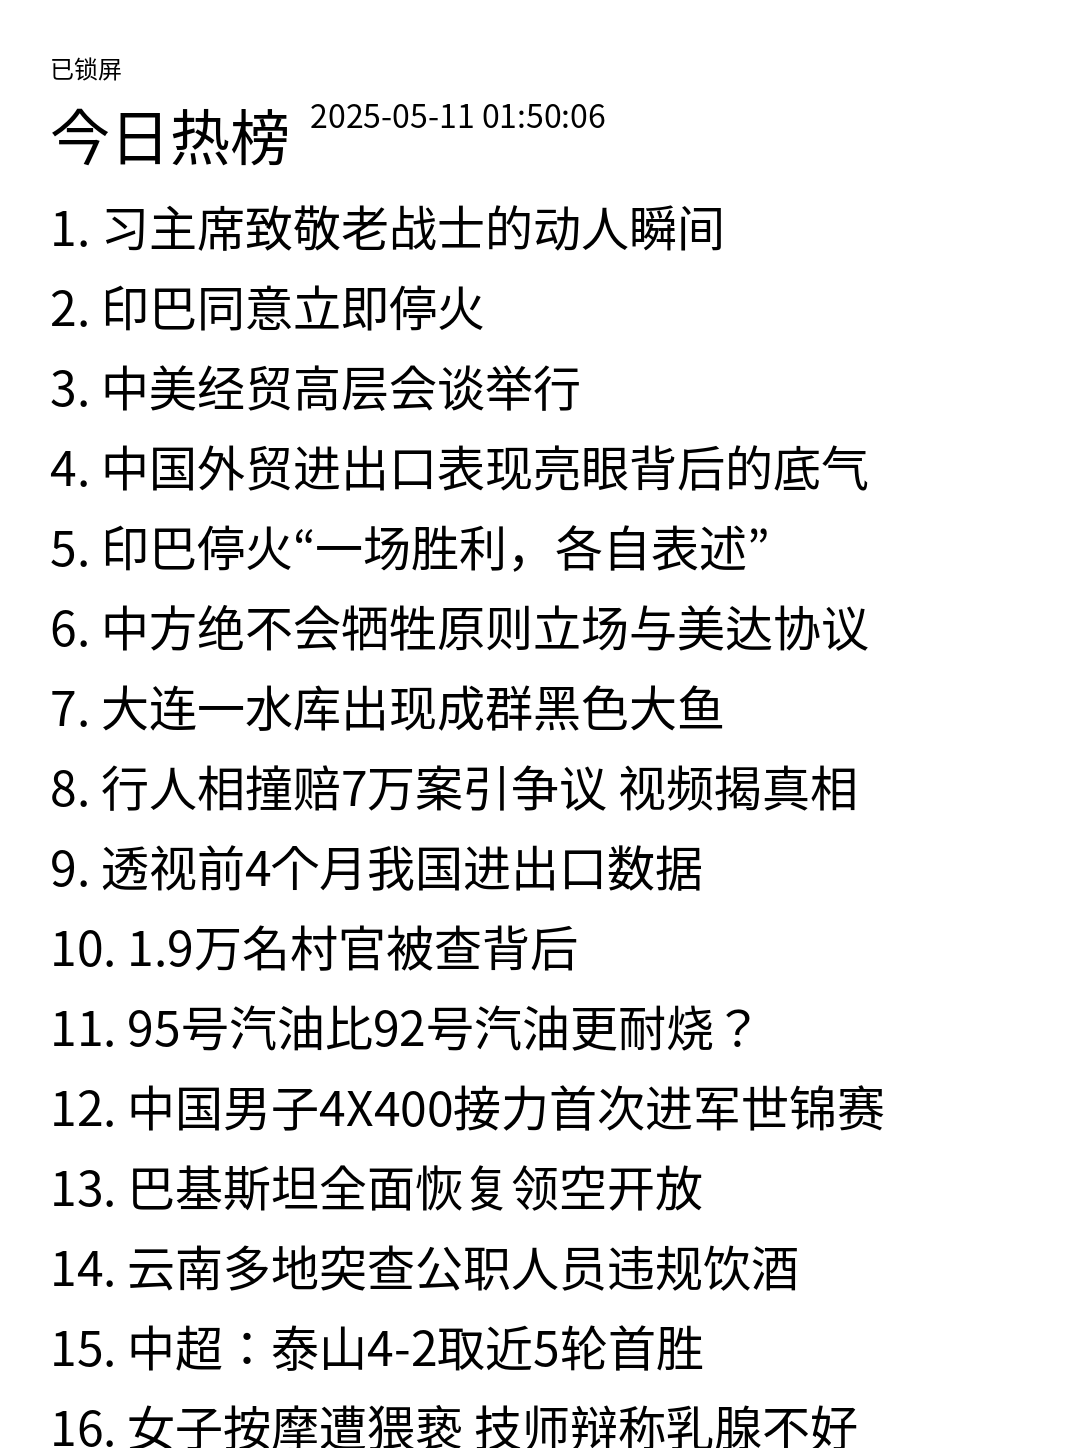 已锁屏
今日热榜 2025-05-11 01:50:06
1. 习主席致敬老战士的动人瞬间
2. 印巴同意立即停火
3. 中美经贸高层会谈举行
4. 中国外贸进出口表现亮眼背后的底气
5. 印巴停火“一场胜利，各自表述”
6. 中方绝不会牺牲原则立场与美达协议
7. 大连一水库出现成群黑色大鱼
8. 行人相撞赔7万案引争议 视频揭真相
9. 透视前4个月我国进出口数据
10. 1.9万名村官被查背后
11. 95号汽油比92号汽油更耐烧？
12. 中国男子4X400接力首次进军世锦赛
13. 巴基斯坦全面恢复领空开放
14. 云南多地突查公职人员违规饮酒
15. 中超：泰山4-2取近5轮首胜
16. 女子按摩遭猥亵 技师辩称乳腺不好